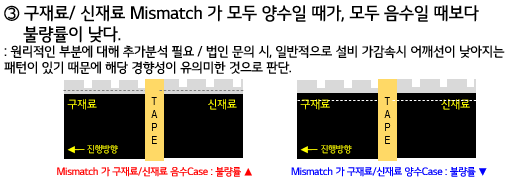 ③ 구재료/ 신재료 Mismatch 가 모두 양수일 때가, 모두 음수일 때보다
불량률이 낮다.
: 원리적인 부분에 대해 추가분석 필요 / 법인 문의 시, 일반적으로 설비 가감속시 어깨선이 낮아지는
패턴이 있기 때문에 해당 경향성이 유의미한 것으로 판단.
구재료
TAPE
신재료
진행방향
구재료
TAPE
신재료
진행방향
Mismatch 가 구재료/신재료 음수Case : 불량률 ▲
Mismatch 가 구재료/신재료 양수Case : 불량률 ▼